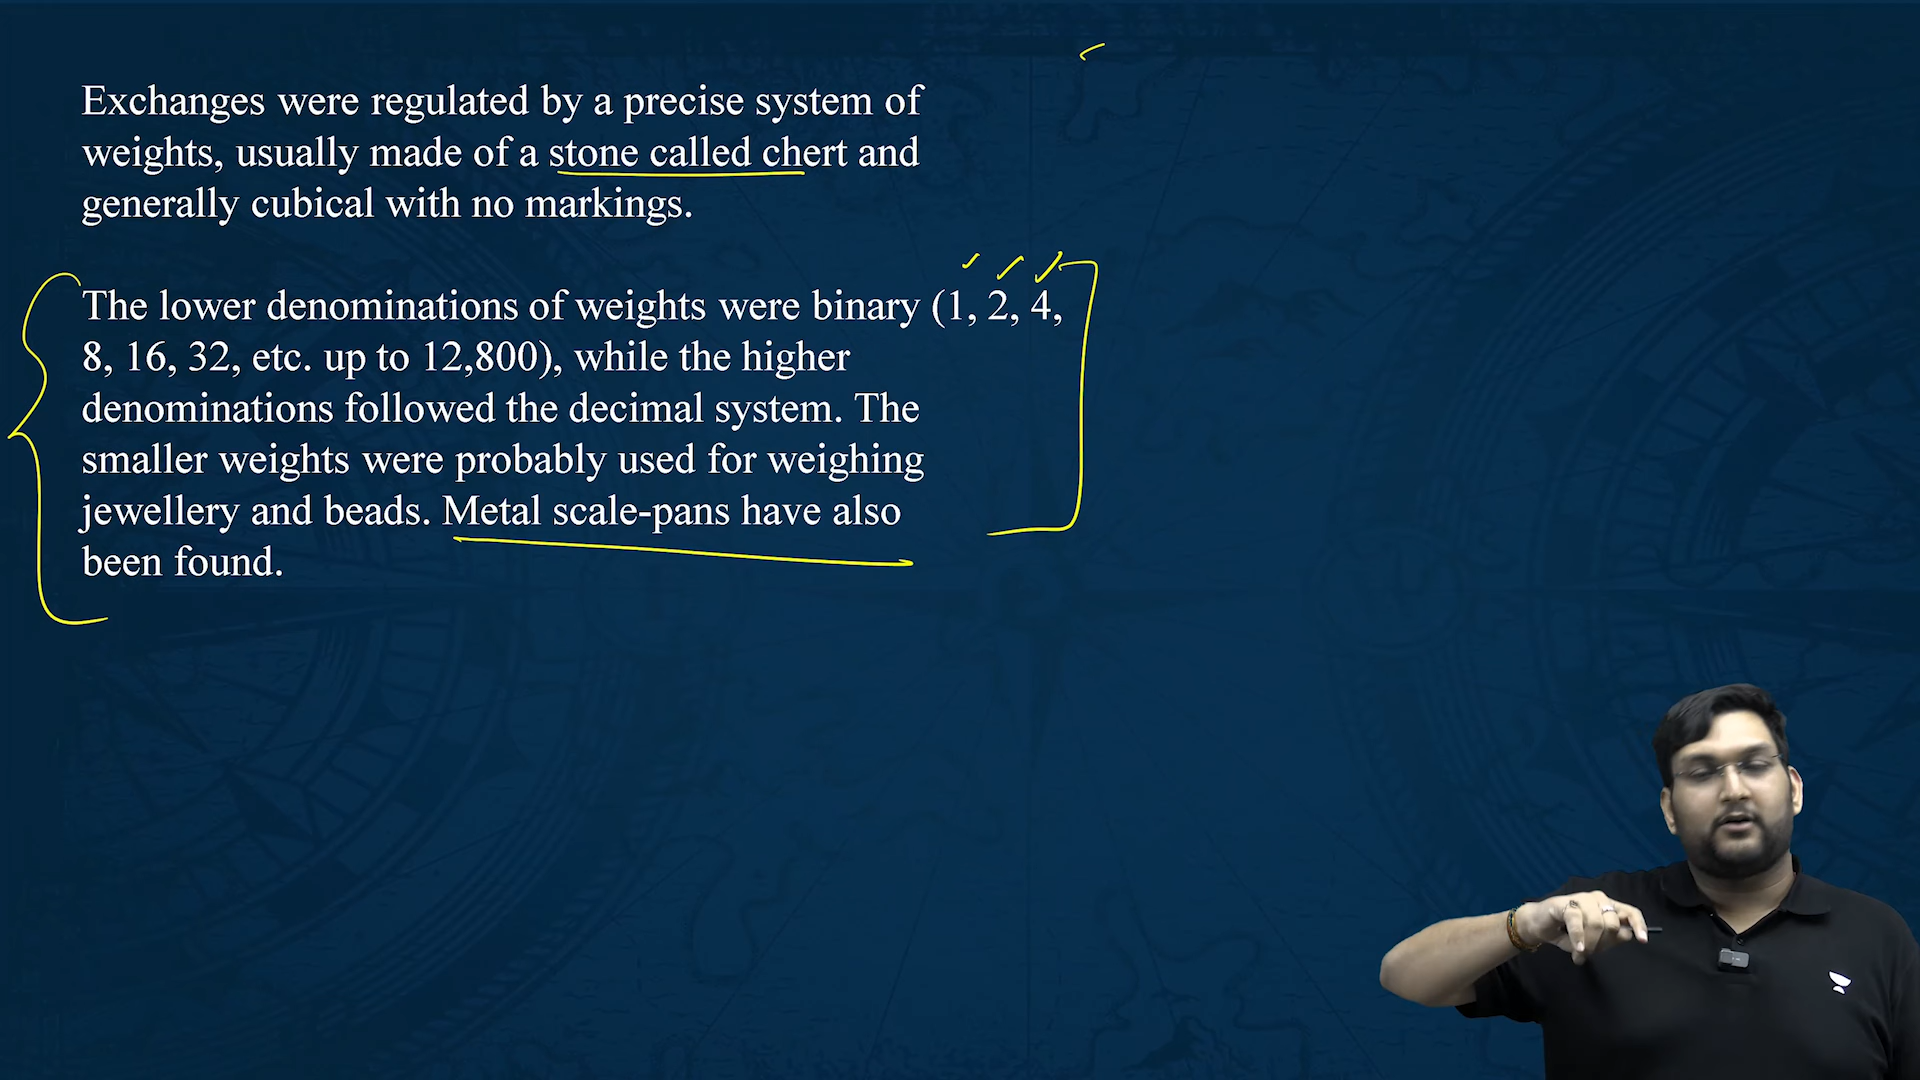 Exchanges were regulated by a precise system of
weights, usually made of a stone called chert and
generally cubical with no markings.
The lower denominations of weights were binary (1, 2, 4,
8, 16, 32, etc. up to 12,800), while the higher
denominations followed the decimal system. The
smaller weights were probably used for weighing
jewellery and beads. Metal scale-pans have also
been found.